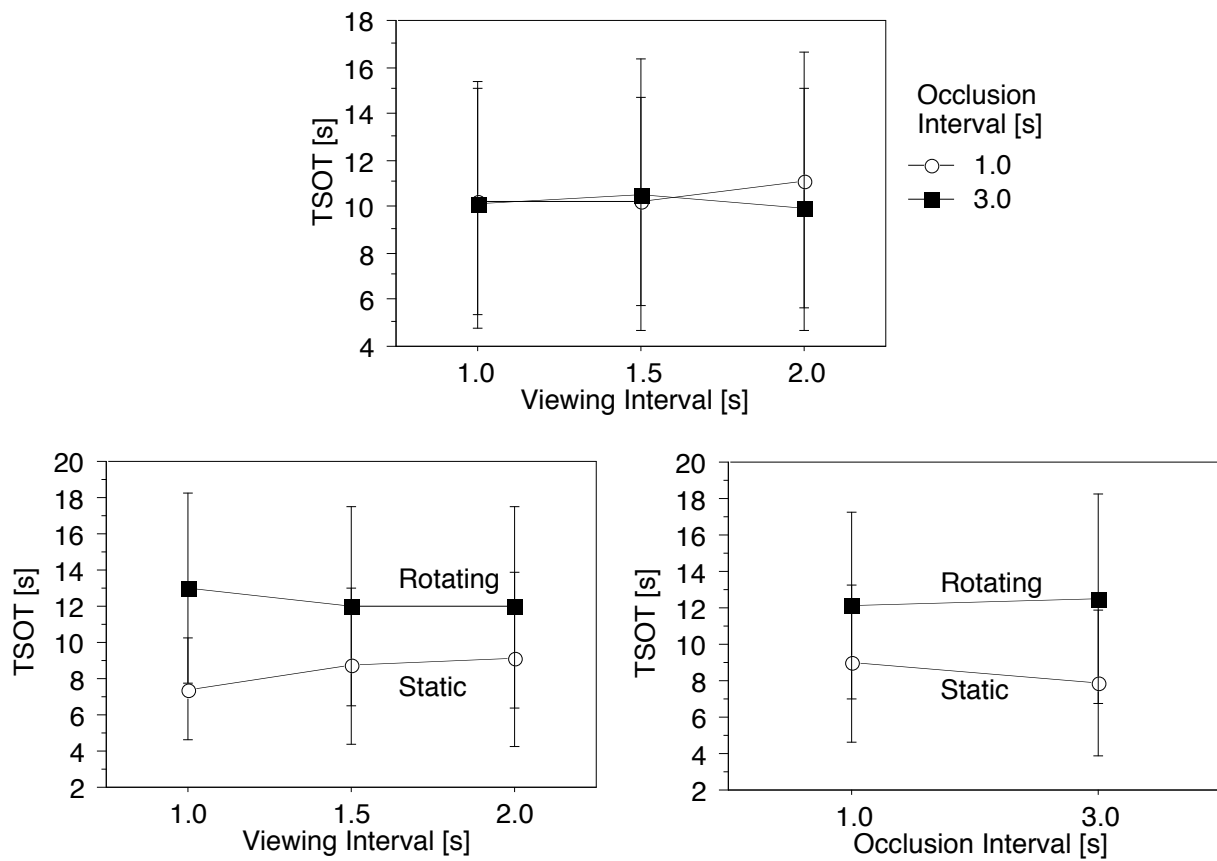 18
16
14
12
10
8
6
4
TSOT [s]
1.0 1.5 2.0
Viewing Interval [s]
Occlusion
Interval [s]
1.0
3.0
20
18
16
14
12
10
8
6
4
2
TSOT [s]
Rotating
Static
1.0 1.5 2.0
Viewing Interval [s]
20
18
16
14
12
10
8
6
4
2
TSOT [s]
Rotating
Static
1.0 3.0
Occlusion Interval [s]